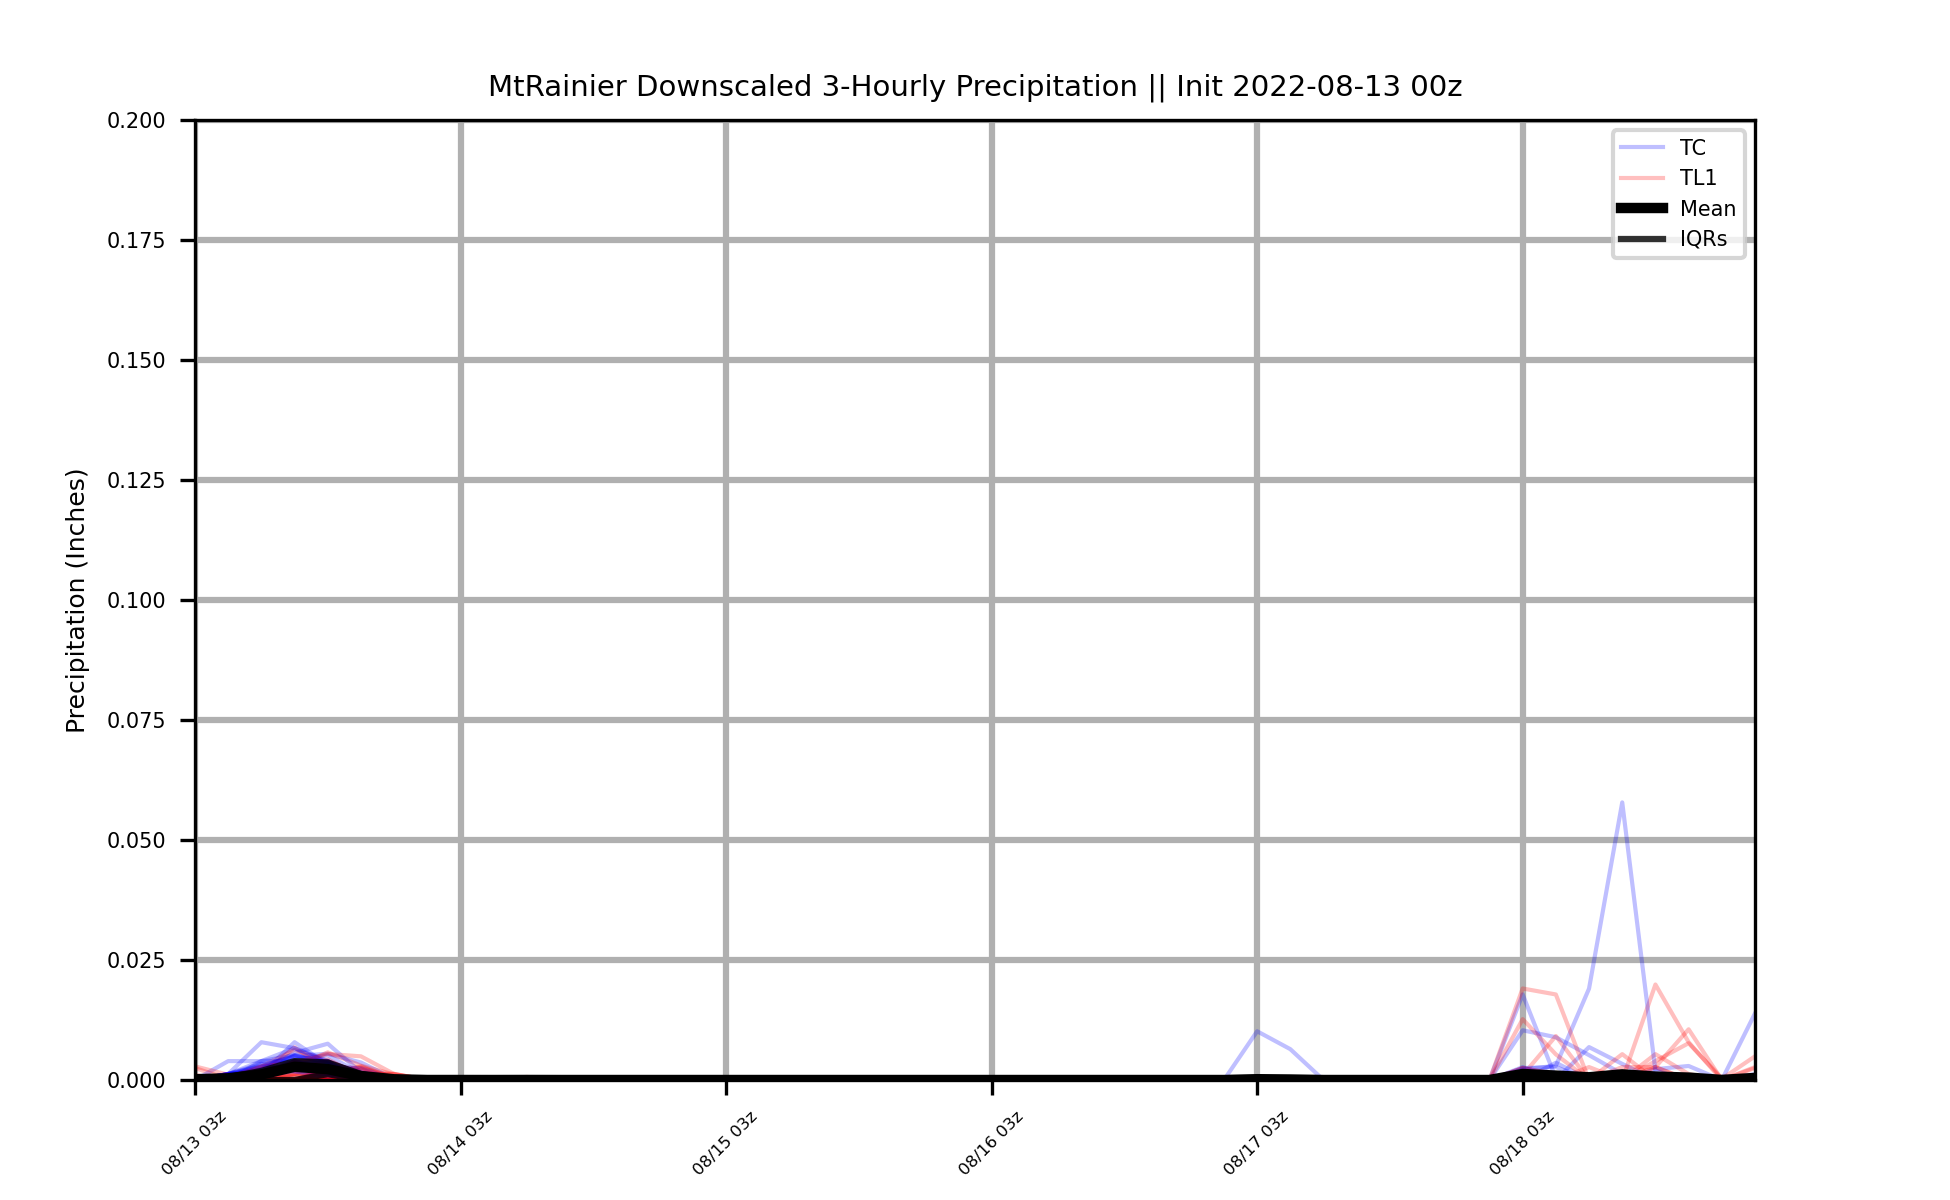 MtRainier Downscaled 3-Hourly Precipitation || Init 2022-08-13 00z
0.200
0.175
0.150
0.125
0.100
0.075
0.050
0.025
0.000
Precipitation (Inches)
TC
TL1
Mean
IQRs
08/13 03z
08/14 03z
08/15 03z
08/16 03z
08/17 03z
08/18 03z